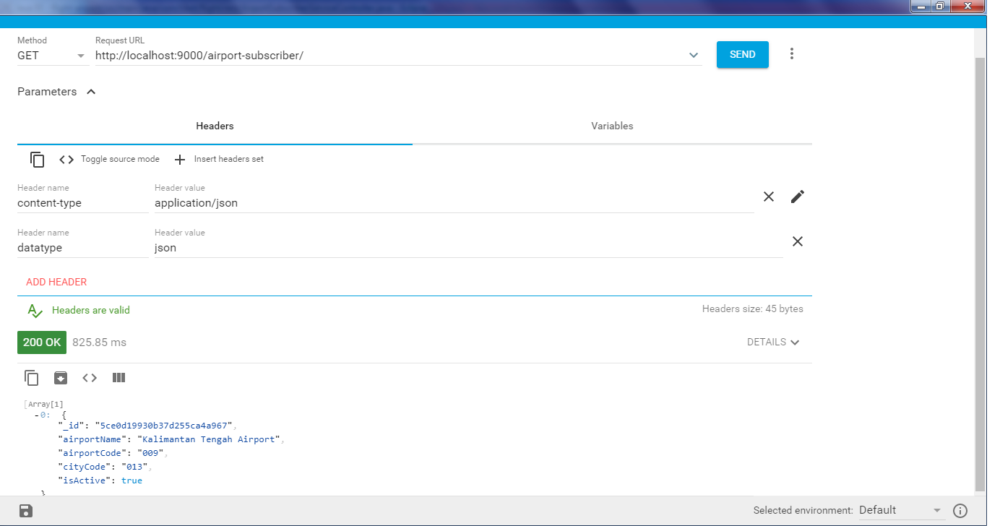 Method
Request URL
GET
http://localhost:9000/airport-subscriber/
SEND
Parameters
Headers
Variables
Toggle source mode
Insert headers set
Header name
Header value
content-type
application/json
Header name
Header value
datatype
json
ADD HEADER
Headers are valid
Headers size: 45 bytes
200 OK
825.85 ms
DETAILS
[Array[1]
-0: {
"_id": "5ce0d19930b37d255ca4a967",
"airportName": "Kalimantan Tengah Airport",
"airportCode": "009",
"cityCode": "013",
"isActive": true
}
Selected environment: Default